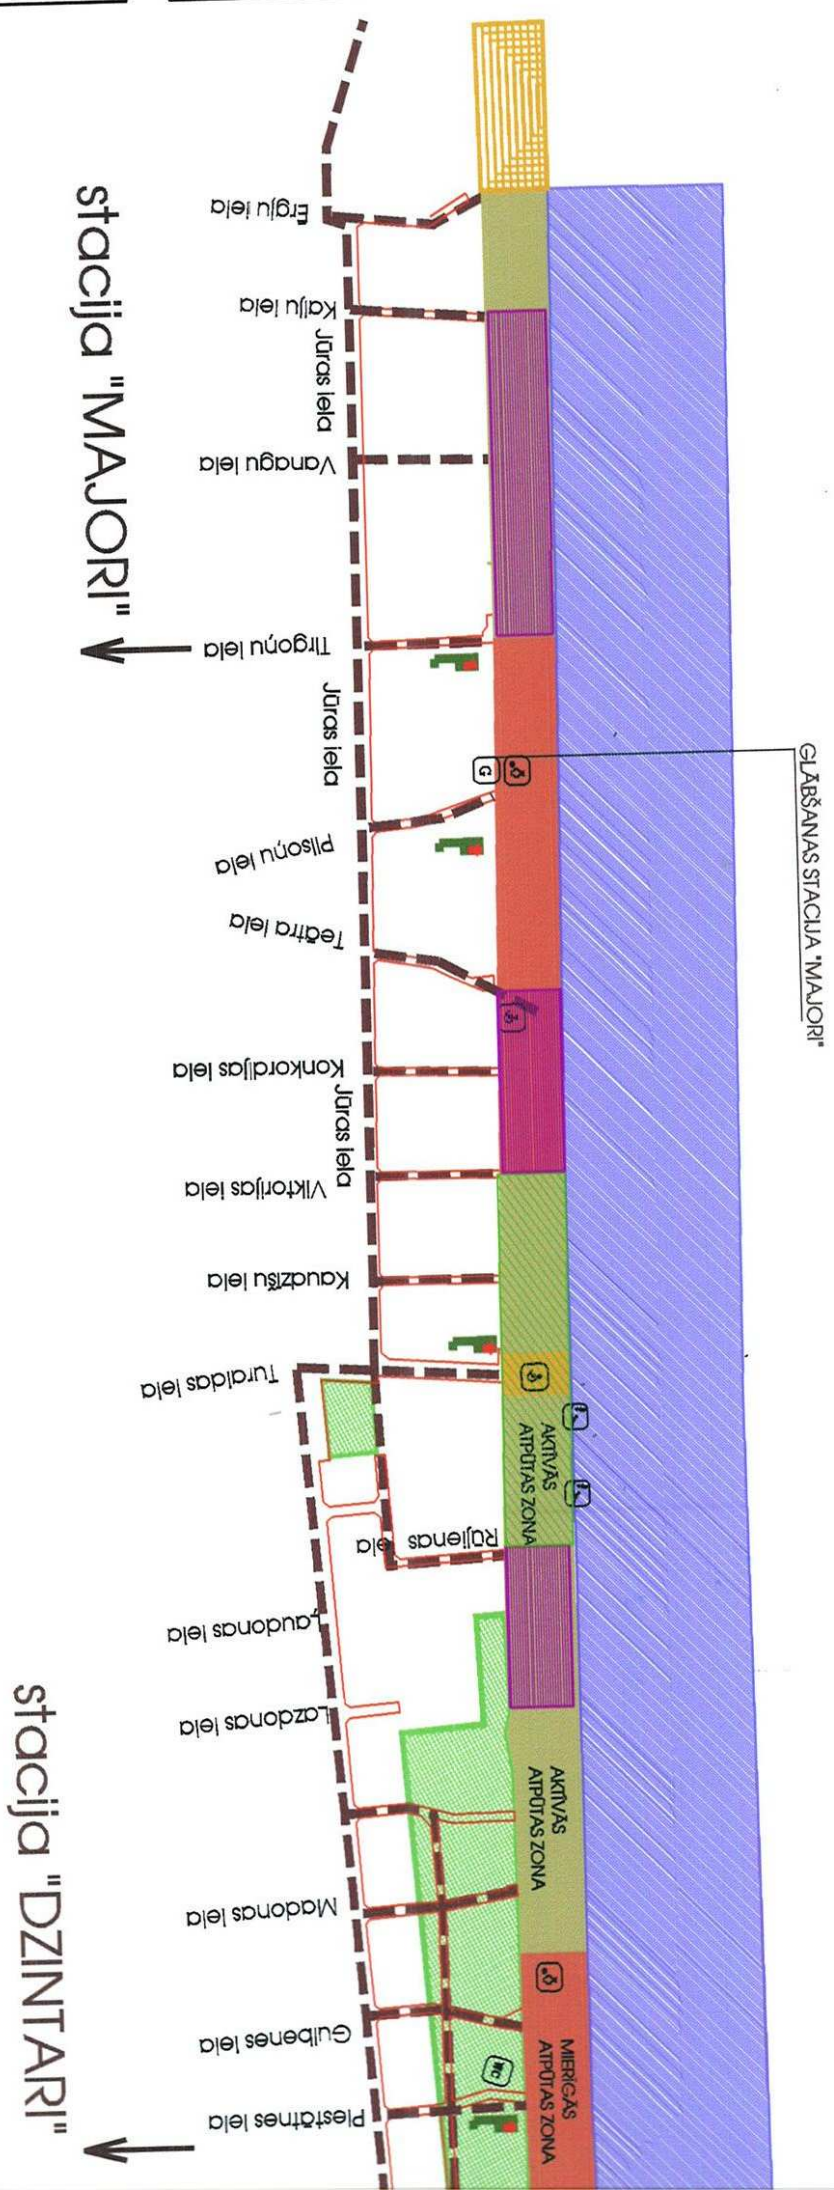 GLĀBŠANAS STACIJA "MAJORI"
Ērgļu iela
Kaiju iela
Jūras iela
Vanagu iela
stacija "MAJORI"
Tirgoņu iela
Jūras iela
G
Pilsoņu iela
Teātra iela
Konkordijas iela
Jūras iela
Viktorijas iela
Kaudzīšu iela
Turaidas iela
AKTĪVĀS
ATPŪTAS ZONA
Rūjienas iela
Ļaudonas iela
Lazdonas iela
AKTĪVĀS
ATPŪTAS ZONA
Madonas iela
Gulbenes iela
WC
MIERĪGĀS
ATPŪTAS ZONA
Piestātnes iela
stacija "DZINTARI"